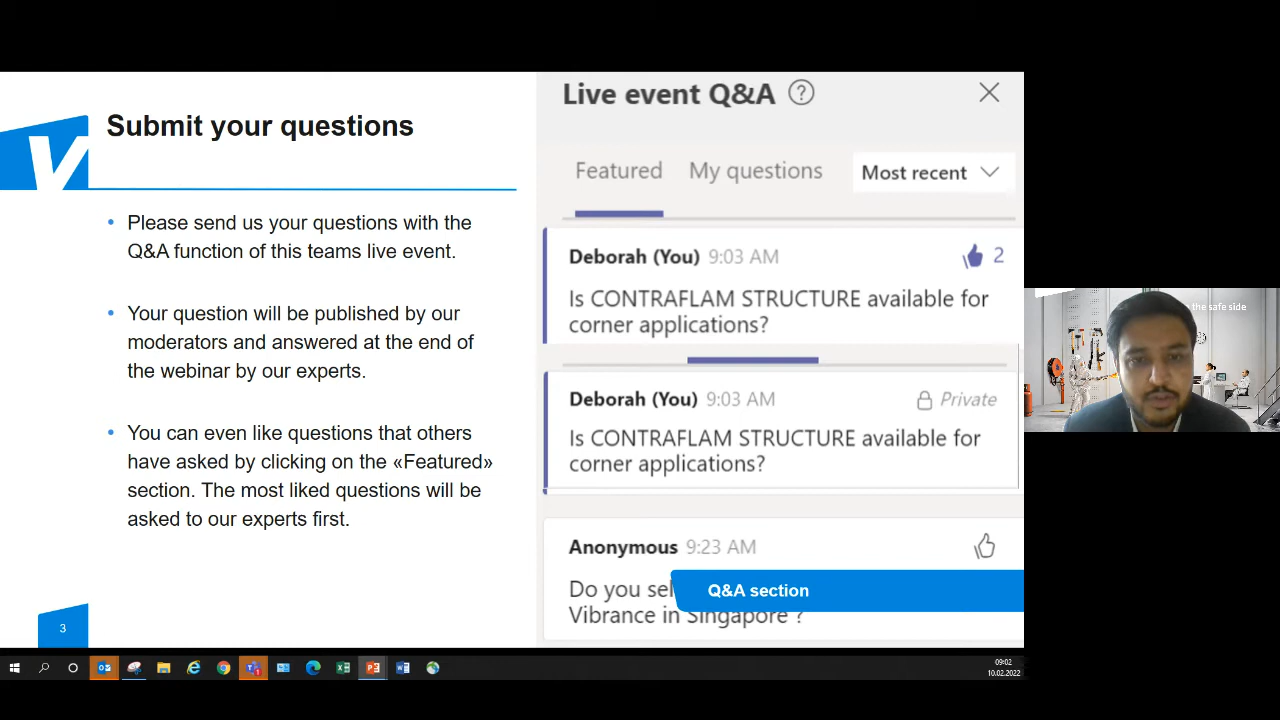 Submit your questions
• Please send us your questions with the
Q&A function of this teams live event.
• Your question will be published by our
moderators and answered at the end of
the webinar by our experts.
• You can even like questions that others
have asked by clicking on the «Featured»
section. The most liked questions will be
asked to our experts first.
3
Live event Q&A ?
Featured My questions Most recent
Deborah (You) 9:03 AM 2
Is CONTRAFLAM STRUCTURE available for
corner applications?
Deborah (You) 9:03 AM Private
Is CONTRAFLAM STRUCTURE available for
corner applications?
Anonymous 9:23 AM
Do you
Vibrance in Singapore ?
Q&A section
the safe side
09:02
10.02.2022